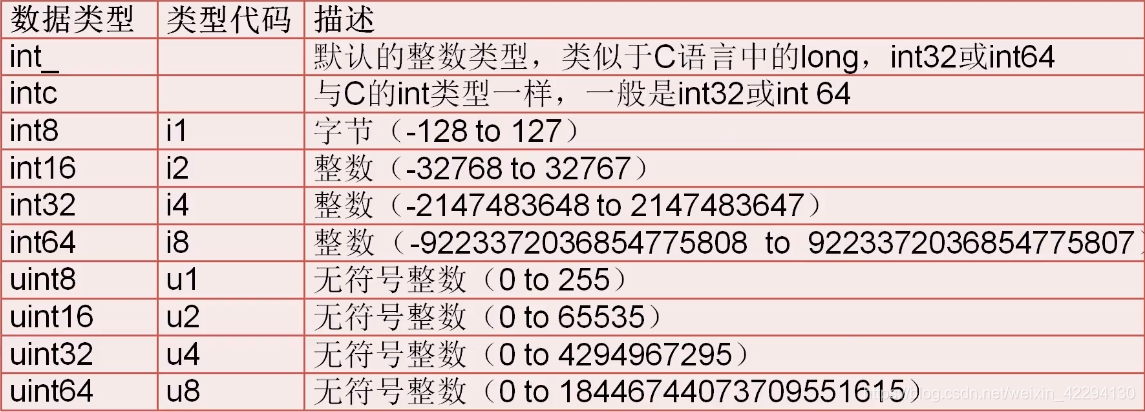 数据类型 类型代码 描述
int_ 默认的整数类型，类似于C语言中的long，int32或int64
intc 与C的int类型一样，一般是int32或int 64
int8 i1 字节（-128 to 127）
int16 i2 整数（-32768 to 32767）
int32 i4 整数（-2147483648 to 2147483647）
int64 i8 整数（-9223372036854775808 to 9223372036854775807）
uint8 u1 无符号整数（0 to 255）
uint16 u2 无符号整数（0 to 65535）
uint32 u4 无符号整数（0 to 4294967295）
uint64 u8 无符号整数（0 to 18446744073709551615）
blog.csdn.net/weixin_42294130